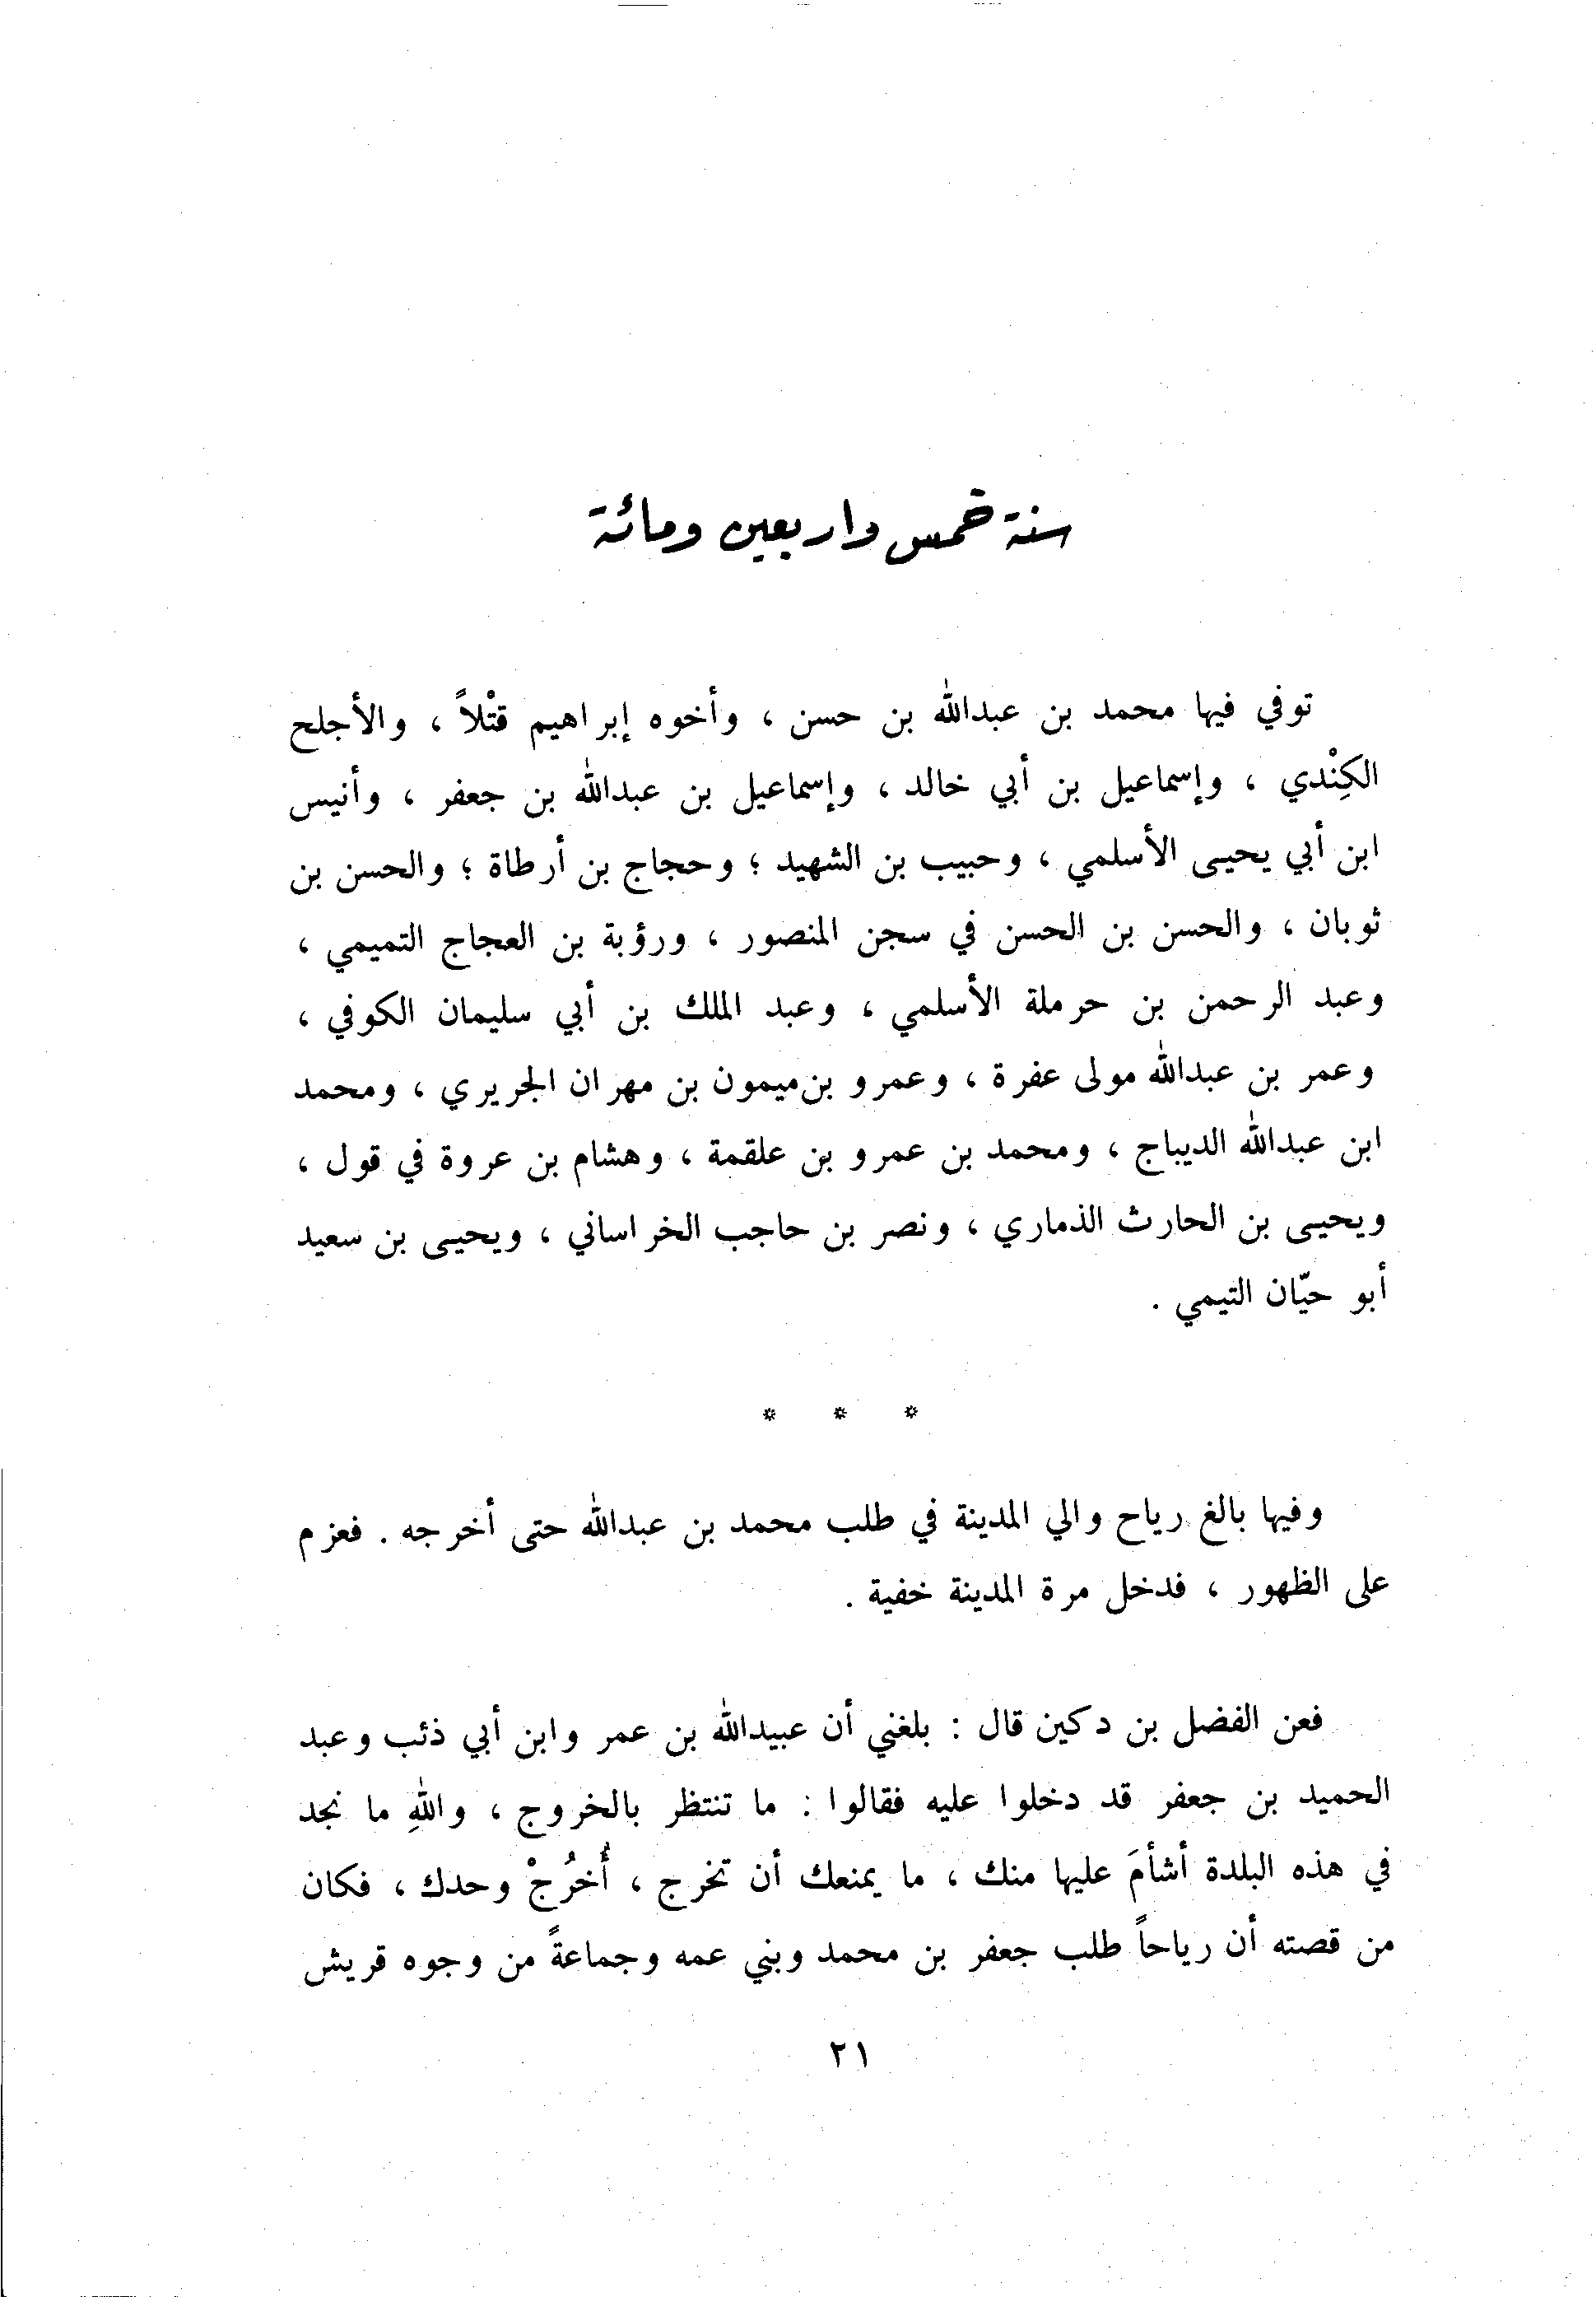 سنة خمس واربعين ومائة
توفي فيها محمد بن عبدالله بن حسن ، وأخوه إبراهيم قتْلاً ، والأجلح
الكِنْدي ، وإسماعيل بن أبي خالد ، وإسماعيل بن عبدالله بن جعفر ، وأنيس
ابن أبي يحيى الأسلمي ، وحبيب بن الشهيد ؛ وحجاج بن أرطاة ؛ والحسن بن
ثوبان ، والحسن بن الحسن في سجن المنصور ، ورؤبة بن العجاج التميمي ،
وعبد الرحمن بن حرملة الأسلمي ، وعبد الملك بن أبي سليمان الكوفي ،
وعمر بن عبدالله مولى عفرة ، وعمرو بن ميمون بن مهران الجريري ، ومحمد
ابن عبدالله الديباج ، ومحمد بن عمرو بن علقمة ، وهشام بن عروة في قول ،
ويحيى بن الحارث الذماري ، ونصر بن حاجب الخراساني ، ويحيى بن سعيد
أبو حيّان التيمي .
* * *
وفيها بالغ رياح والي المدينة في طلب محمد بن عبدالله حتى أخرجه . فعزم
على الظهور ، فدخل مرة المدينة خفية .
فعن الفضل بن دكين قال : بلغني أن عبيدالله بن عمر وابن أبي ذئب وعبد
الحميد بن جعفر قد دخلوا عليه فقالوا : ما تنتظر بالخروج ، واللهِ ما نجد
في هذه البلدة أشأمَ عليها منك ، ما يمنعك أن تخرج ، أُخرُجْ وحدك ، فكان
من قصته أن رياحاً طلب جعفر بن محمد وبني عمه وجماعةً من وجوه قريش
٢١